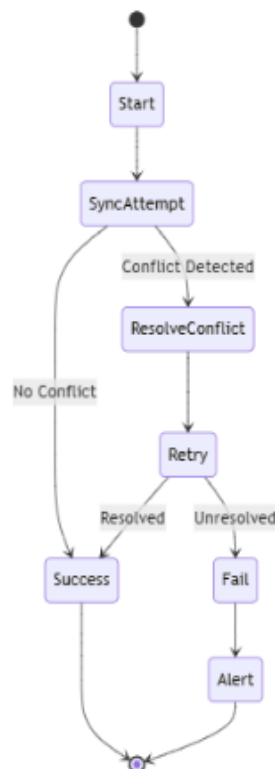 Start
SyncAttempt
Conflict Detected
ResolveConflict
No Conflict
Retry
Resolved
Unresolved
Success
Fail
Alert